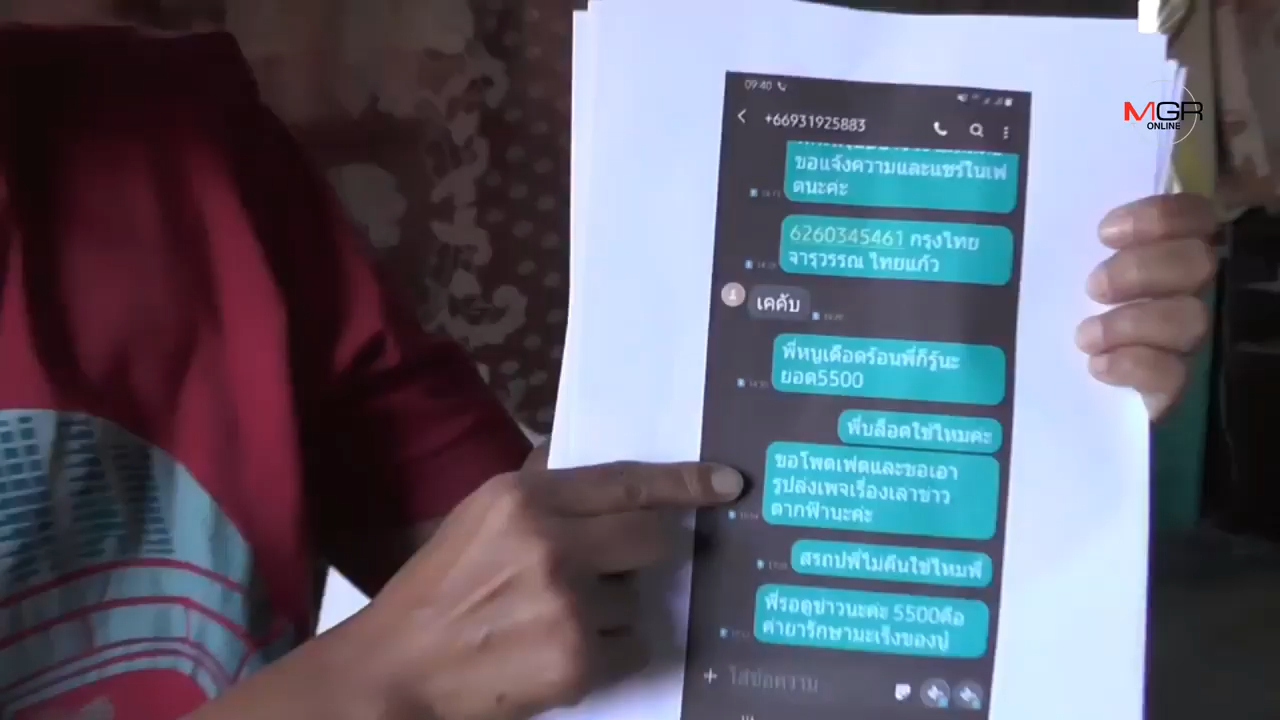 MGR
ONLINE
09:40
+66931925883
ขอแจ้งความและแชร์ในเฟ
ตนะค่ะ
6260345461 กรุงไทย
จารุวรรณ ไทยแก้ว
เคคับ
พี่หนูเดือดร้อนพี่ก็รู้นะ
ยอด5500
พี่บล็อตใช่ไหมคะ
ขอโพตเฟตและขอเอา
รูปส่งเพจเรื่องเลาข่าว
ตากฟ้านะค่ะ
สรถปพี่ไม่คืนใช่ไหมพี่
พี่รอดูข่าวนะค่ะ 5500คือ
ค่ายารักษามะเร็งของปู่
ใส่ข้อความ